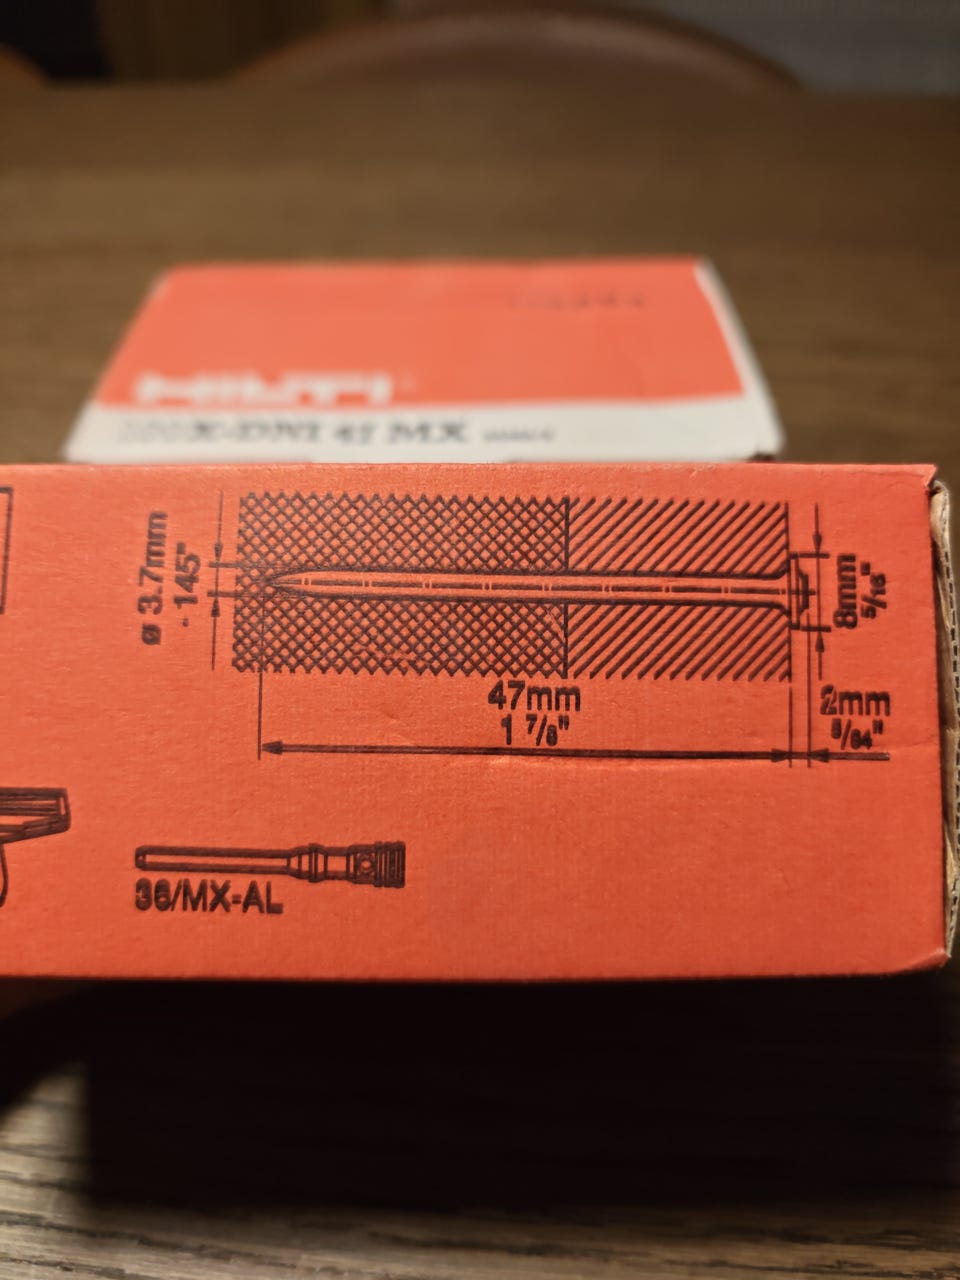 HILTI
X-DNI 47 MX
ø 3.7mm
.145"
47mm
1 7/8"
8mm
5/16"
2mm
5/64"
36/MX-AL